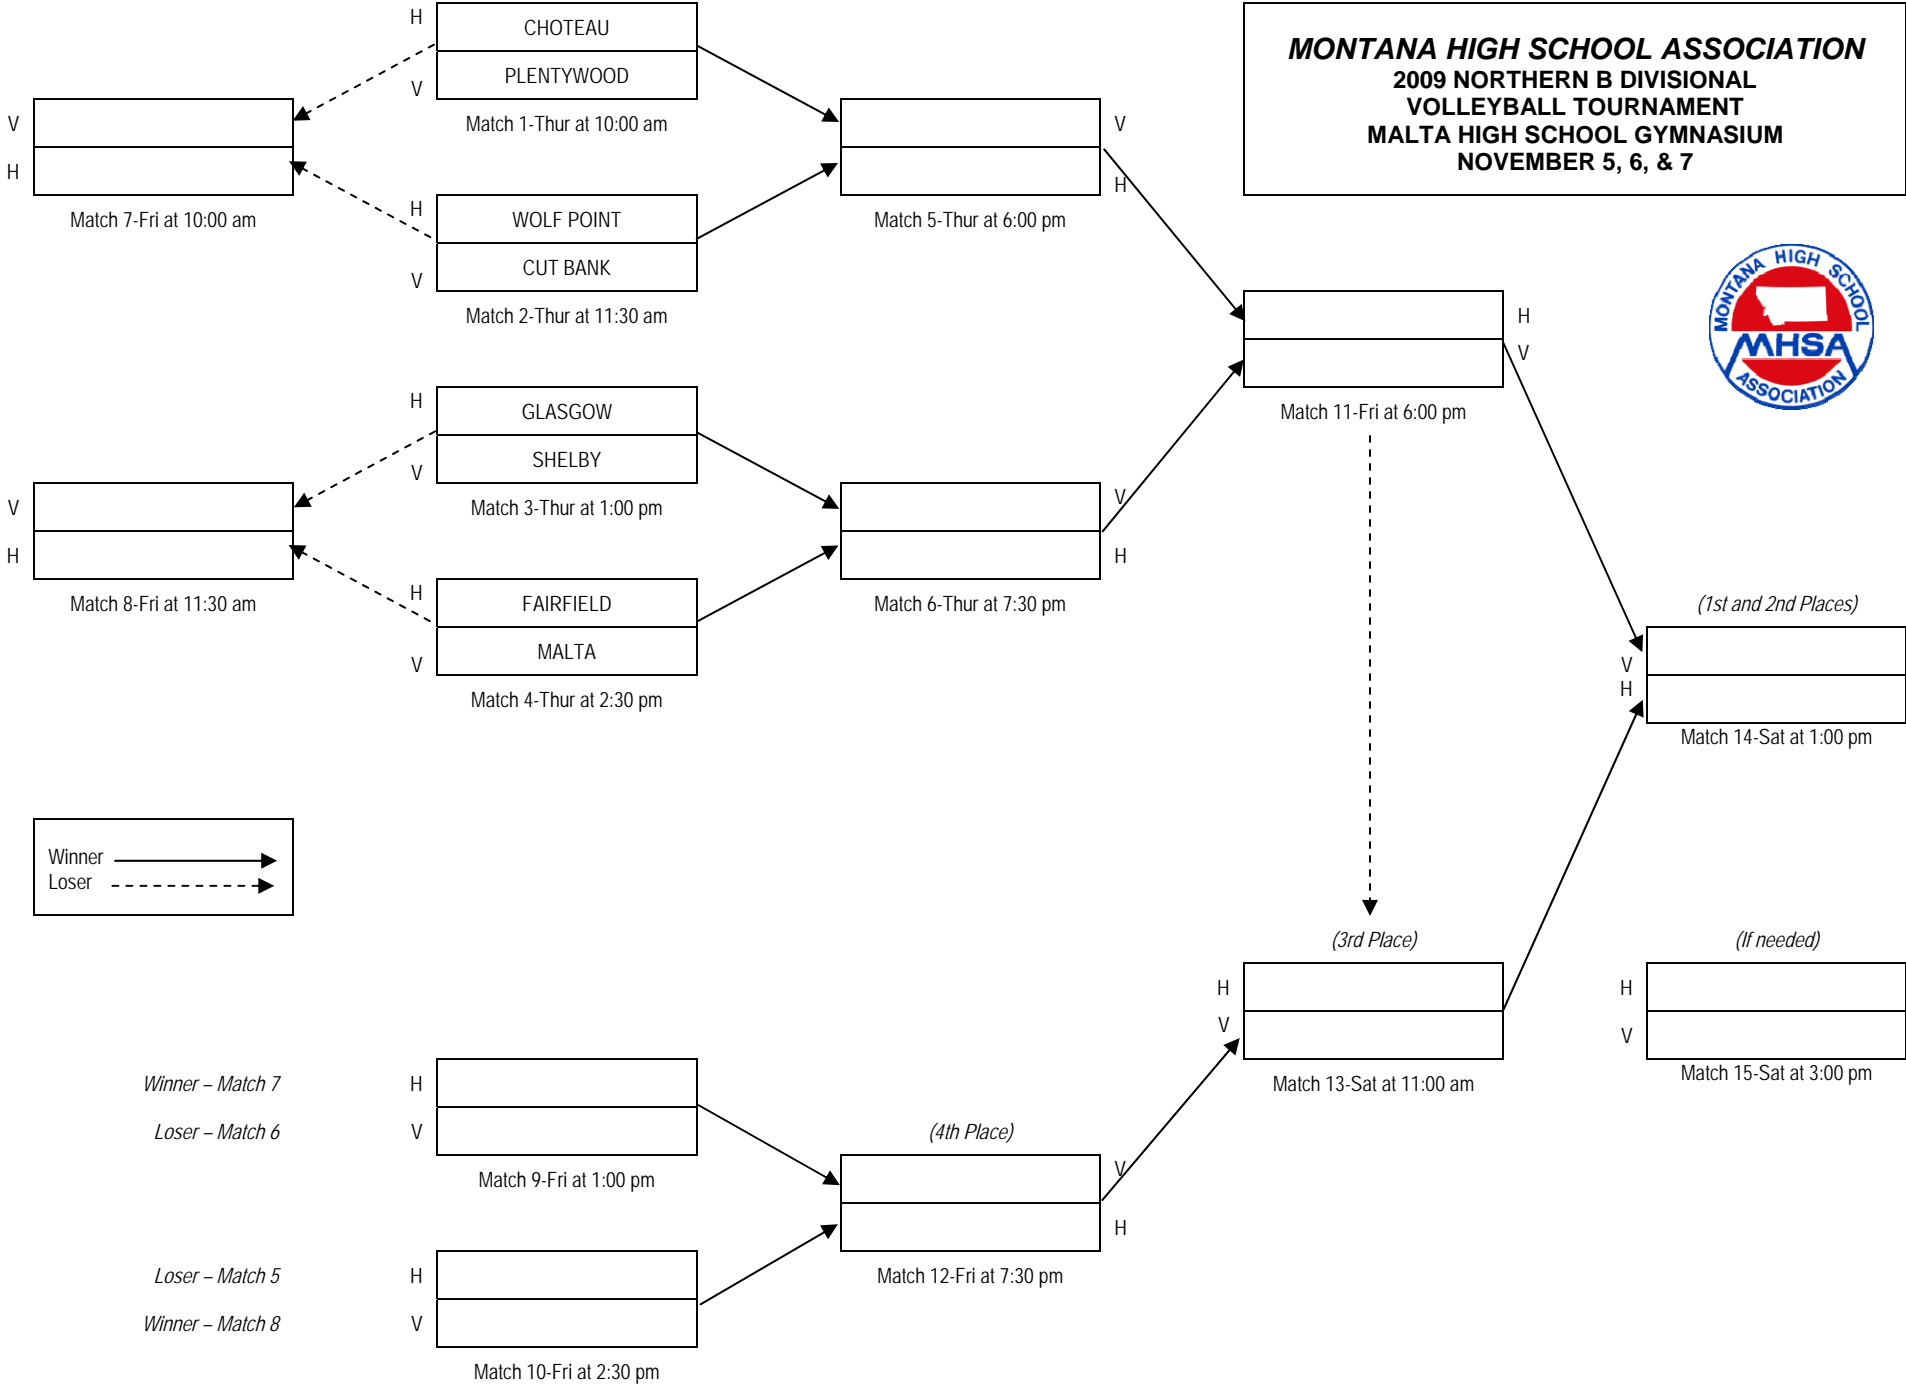 MONTANA HIGH SCHOOL ASSOCIATION
2009 NORTHERN B DIVISIONAL
VOLLEYBALL TOURNAMENT
MALTA HIGH SCHOOL GYMNASIUM
NOVEMBER 5, 6, & 7
MONTANA HIGH SCHOOL
MHSA
ASSOCIATION
H
CHOTEAU
V
PLENTYWOOD
Match 1-Thur at 10:00 am
V
H
Match 7-Fri at 10:00 am
H
WOLF POINT
V
CUT BANK
Match 2-Thur at 11:30 am
V
H
Match 5-Thur at 6:00 pm
H
V
Match 11-Fri at 6:00 pm
H
GLASGOW
V
SHELBY
Match 3-Thur at 1:00 pm
V
H
Match 8-Fri at 11:30 am
H
FAIRFIELD
V
MALTA
Match 4-Thur at 2:30 pm
V
H
Match 6-Thur at 7:30 pm
(1st and 2nd Places)
V
H
Match 14-Sat at 1:00 pm
Winner
Loser
(3rd Place)
H
V
Match 13-Sat at 11:00 am
(If needed)
H
V
Match 15-Sat at 3:00 pm
Winner – Match 7 H
Loser – Match 6 V
Match 9-Fri at 1:00 pm
(4th Place)
V
H
Match 12-Fri at 7:30 pm
Loser – Match 5 H
Winner – Match 8 V
Match 10-Fri at 2:30 pm